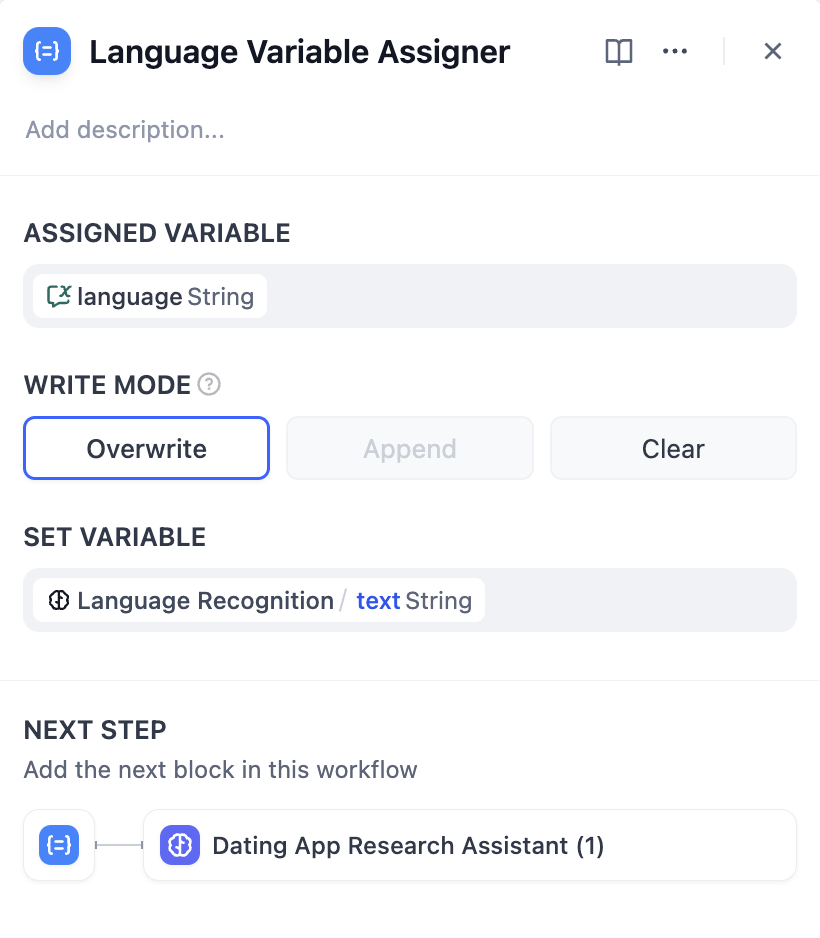 {=} Language Variable Assigner
Add description...
ASSIGNED VARIABLE
language String
WRITE MODE ?
Overwrite Append Clear
SET VARIABLE
Language Recognition / text String
NEXT STEP
Add the next block in this workflow
{=} Dating App Research Assistant (1)